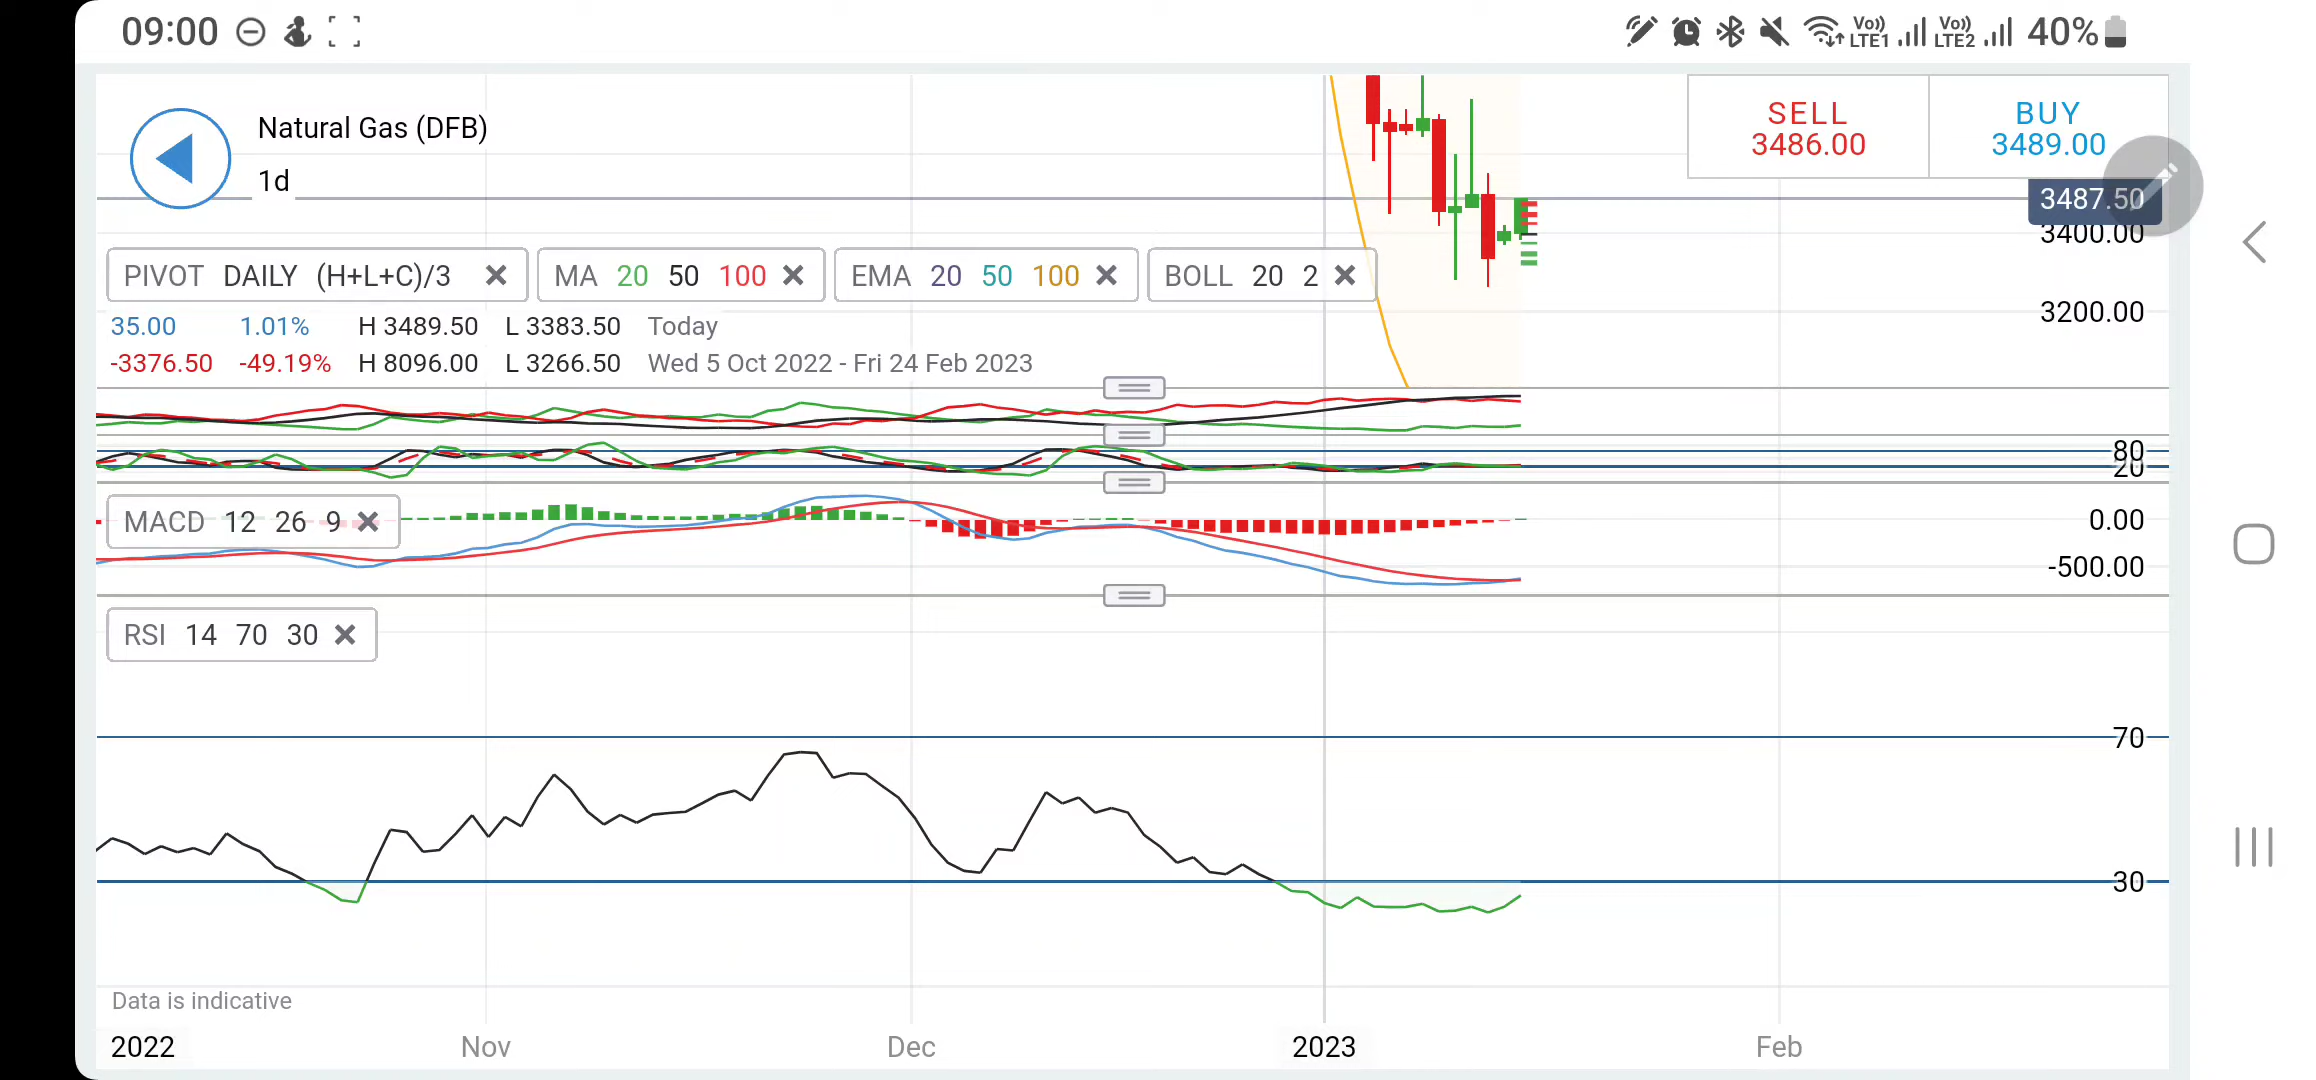 09:00 Vo)) LTE1 Vo)) LTE2 40%
Natural Gas (DFB)
1d
SELL 3486.00
BUY 3489.00
3487.50
3400.00
PIVOT DAILY (H+L+C)/3
MA 20 50 100
EMA 20 50 100
BOLL 20 2
35.00 1.01% H 3489.50 L 3383.50 Today
3200.00
-3376.50 -49.19% H 8096.00 L 3266.50 Wed 5 Oct 2022 - Fri 24 Feb 2023
80
20
MACD 12 26 9
0.00
-500.00
RSI 14 70 30
70
30
Data is indicative
2022 Nov Dec 2023 Feb